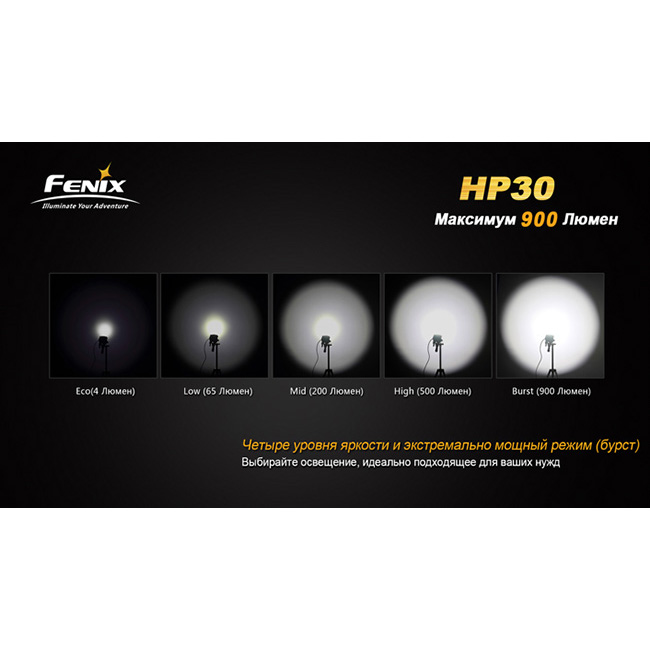 FENIX
Illuminate Your Adventure
HP30
Максимум 900 Люмен
Eco(4 Люмен)
Low (65 Люмен)
Mid (200 Люмен)
High (500 Люмен)
Burst (900 Люмен)
Четыре уровня яркости и экстремально мощный режим (бурст)
Выбирайте освещение, идеально подходящее для ваших нужд